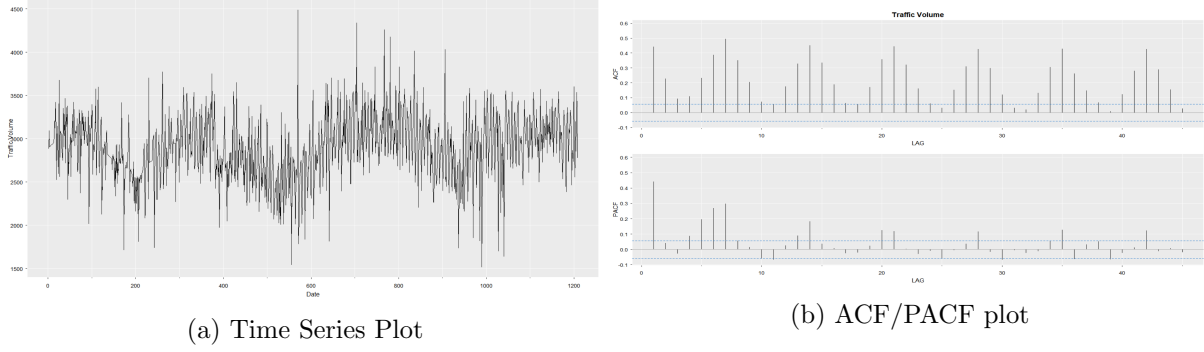 Traffic Volume
4500
4000
3500
3000
2500
2000
1500
0 200 400 600 800 1000 1200
Date
(a) Time Series Plot
Traffic Volume
ACF
0.6
0.5
0.4
0.3
0.2
0.1
0.0
-0.1
0 10 20 30 40
LAG
PACF
0.6
0.5
0.4
0.3
0.2
0.1
0.0
-0.1
0 10 20 30 40
LAG
(b) ACF/PACF plot